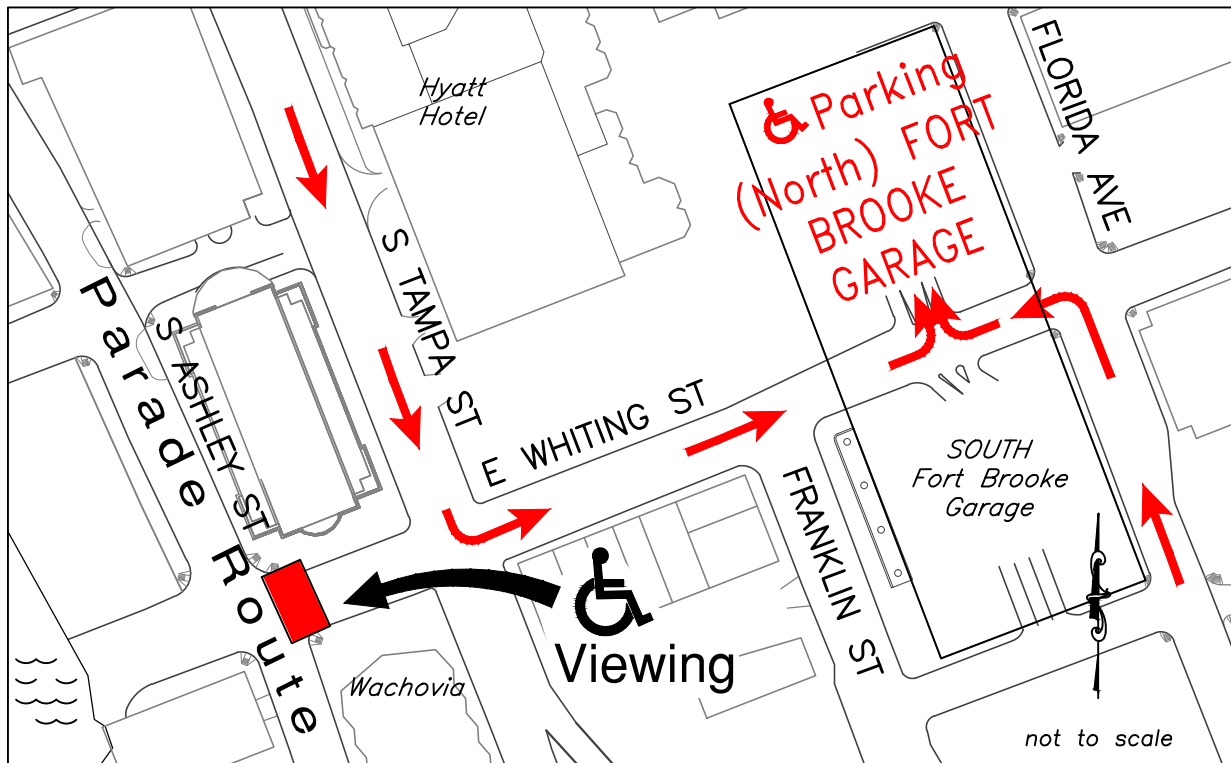 Hyatt
Hotel
Parking
(North) FORT
BROOKE
GARAGE
FLORIDA AVE
S TAMPA ST
Parade Route
S ASHLEY ST
E WHITING ST
FRANKLIN ST
SOUTH
Fort Brooke
Garage
Viewing
Wachovia
not to scale